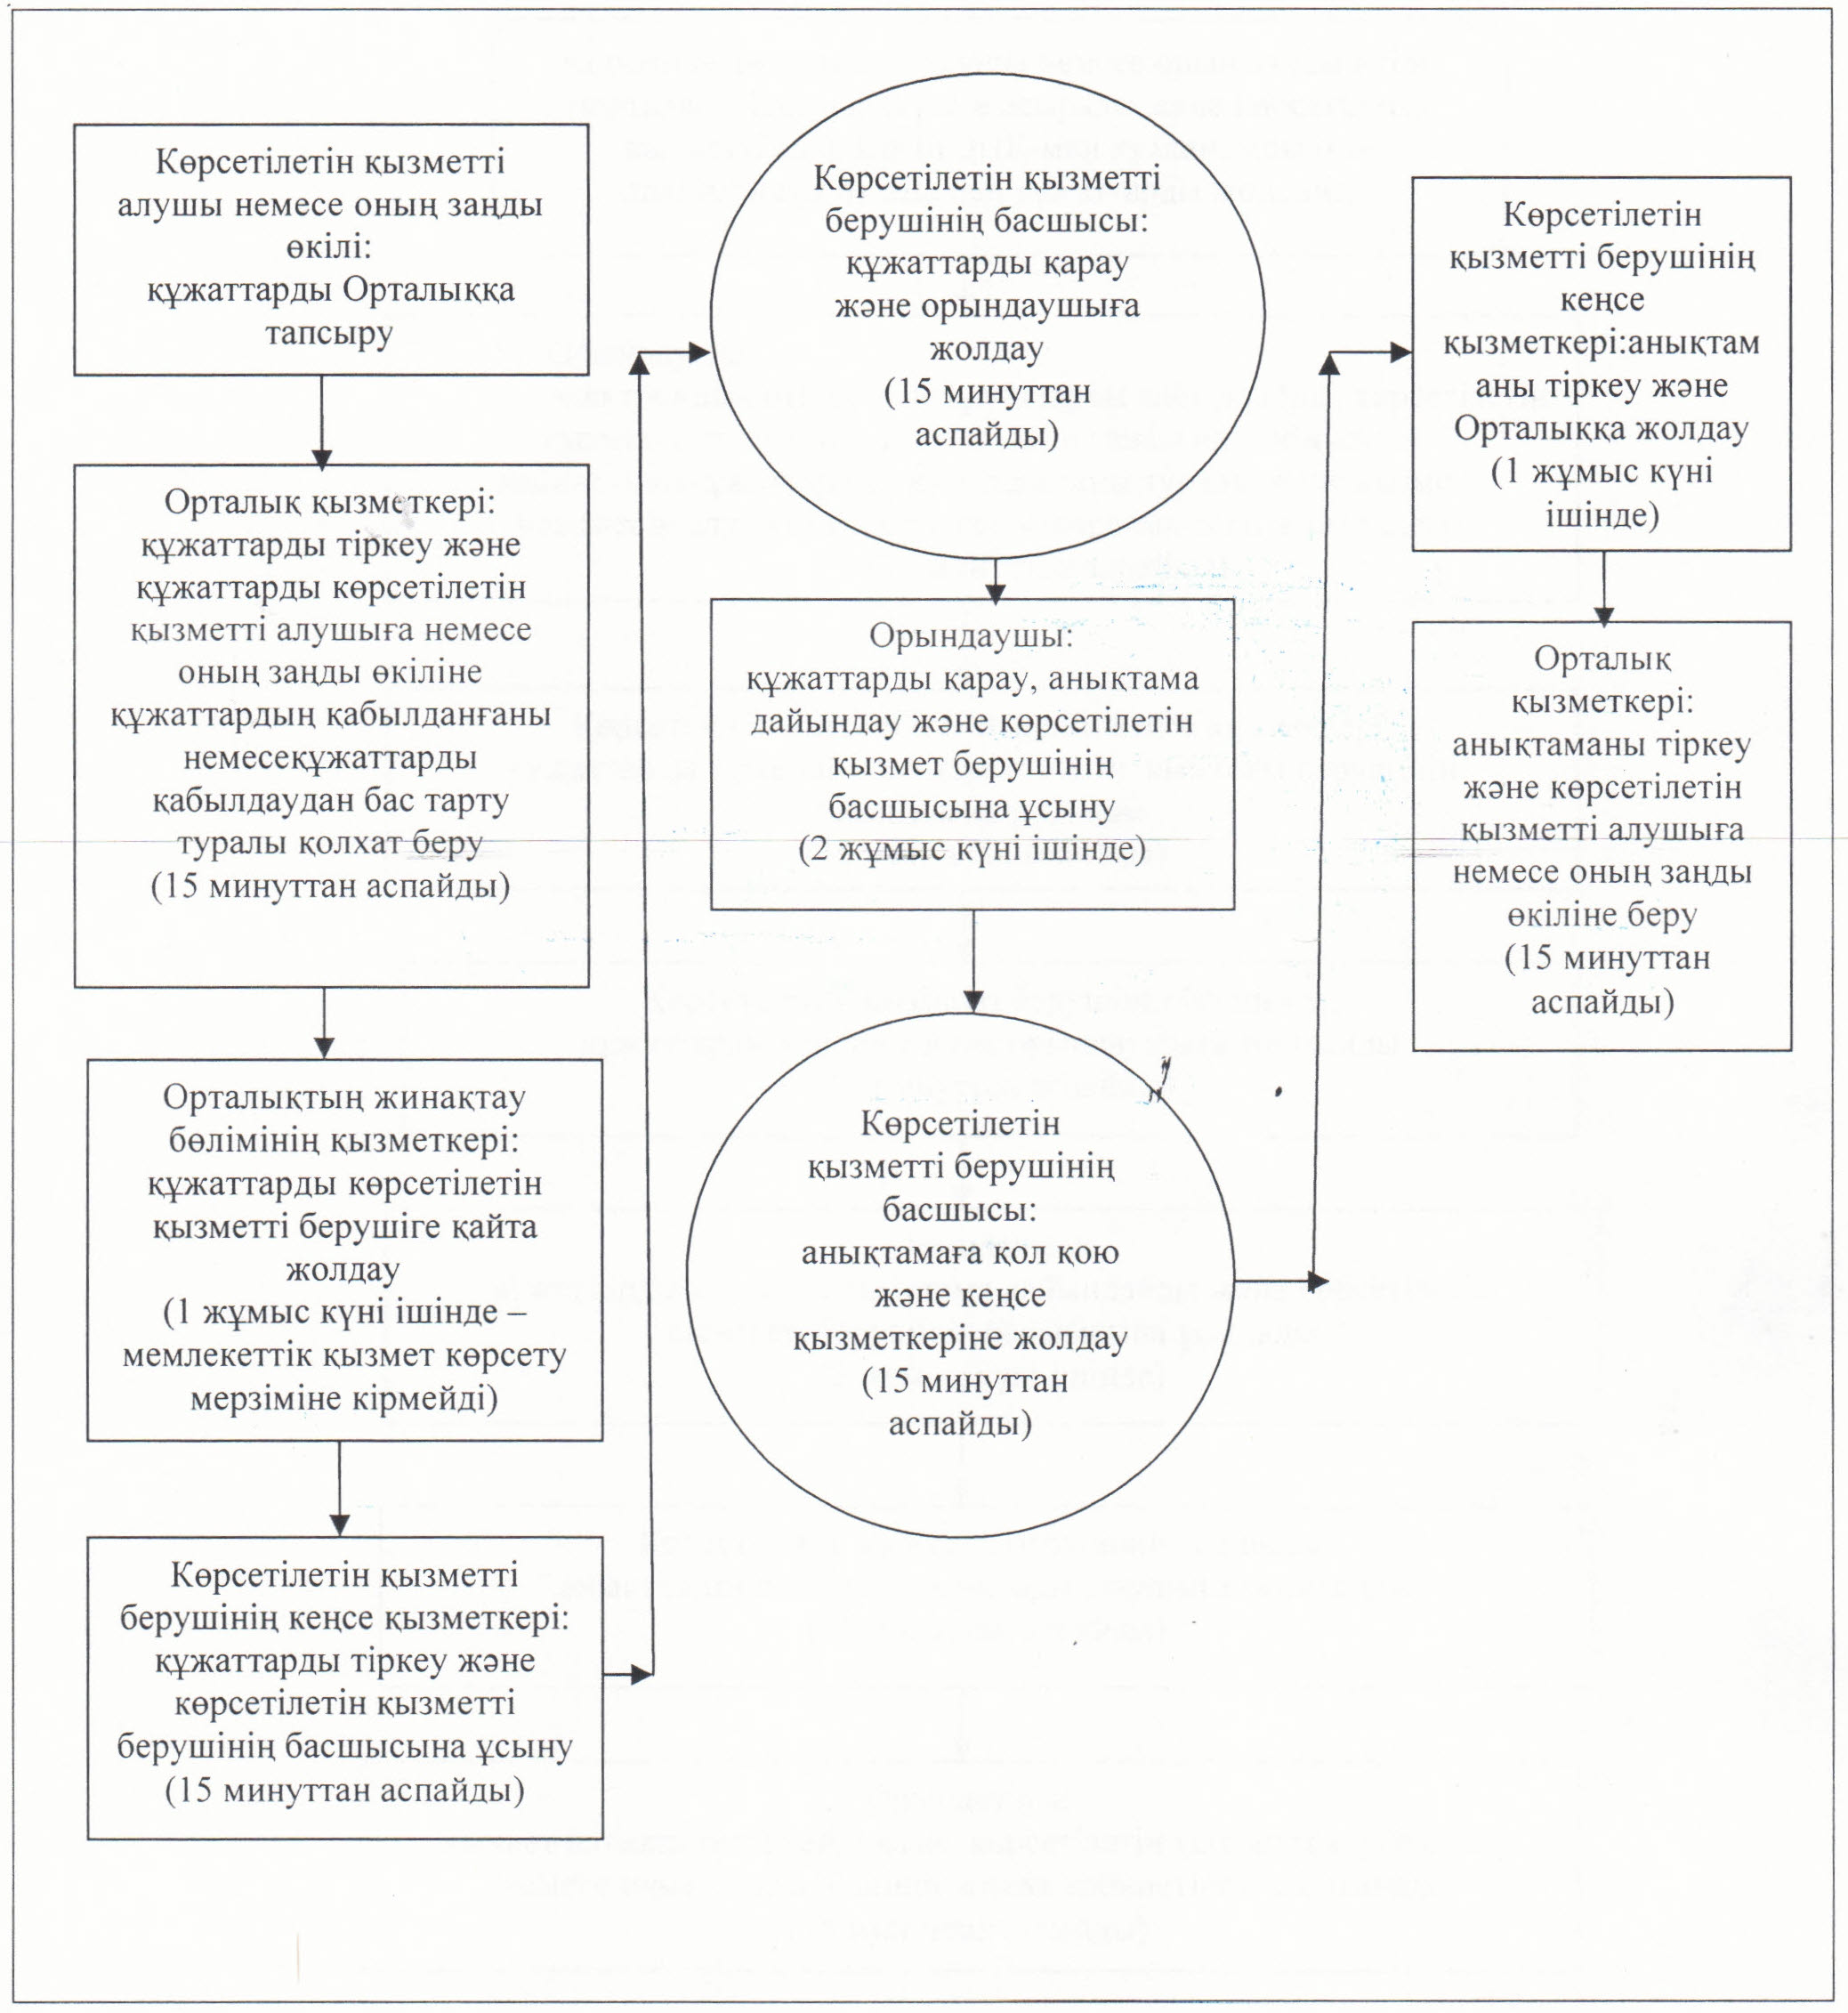 Көрсетілетін қызметті
алушы немесе оның заңды
өкілі:
құжаттарды Орталыққа
тапсыру
Орталық қызметкері:
құжаттарды тіркеу және
құжаттарды көрсетілетін
қызметті алушыға немесе
оның заңды өкіліне
құжаттардың қабылданғаны
немесеқұжаттарды
қабылдаудан бас тарту
туралы қолхат беру
(15 минуттан аспайды)
Орталықтың жинақтау
бөлімінің қызметкері:
құжаттарды көрсетілетін
қызметті берушіге қайта
жолдау
(1 жұмыс күні ішінде –
мемлекеттік қызмет көрсету
мерзіміне кірмейді)
Көрсетілетін қызметті
берушінің кеңсе қызметкері:
құжаттарды тіркеу және
көрсетілетін қызметті
берушінің басшысына ұсыну
(15 минуттан аспайды)
Көрсетілетін қызметті
берушінің басшысы:
құжаттарды қарау
және орындаушыға
жолдау
(15 минуттан
аспайды)
Орындаушы:
құжаттарды қарау, анықтама
дайындау және көрсетілетін
қызмет берушінің
басшысына ұсыну
(2 жұмыс күні ішінде)
Көрсетілетін
қызметті берушінің
басшысы:
анықтамаға қол қою
және кеңсе
қызметкеріне жолдау
(15 минуттан
аспайды)
Көрсетілетін
қызметті берушінің
кеңсе
қызметкері:анықтам
аны тіркеу және
Орталыққа жолдау
(1 жұмыс күні
ішінде)
Орталық
қызметкері:
анықтаманы тіркеу
және көрсетілетін
қызметті алушыға
немесе оның заңды
өкіліне беру
(15 минуттан
аспайды)